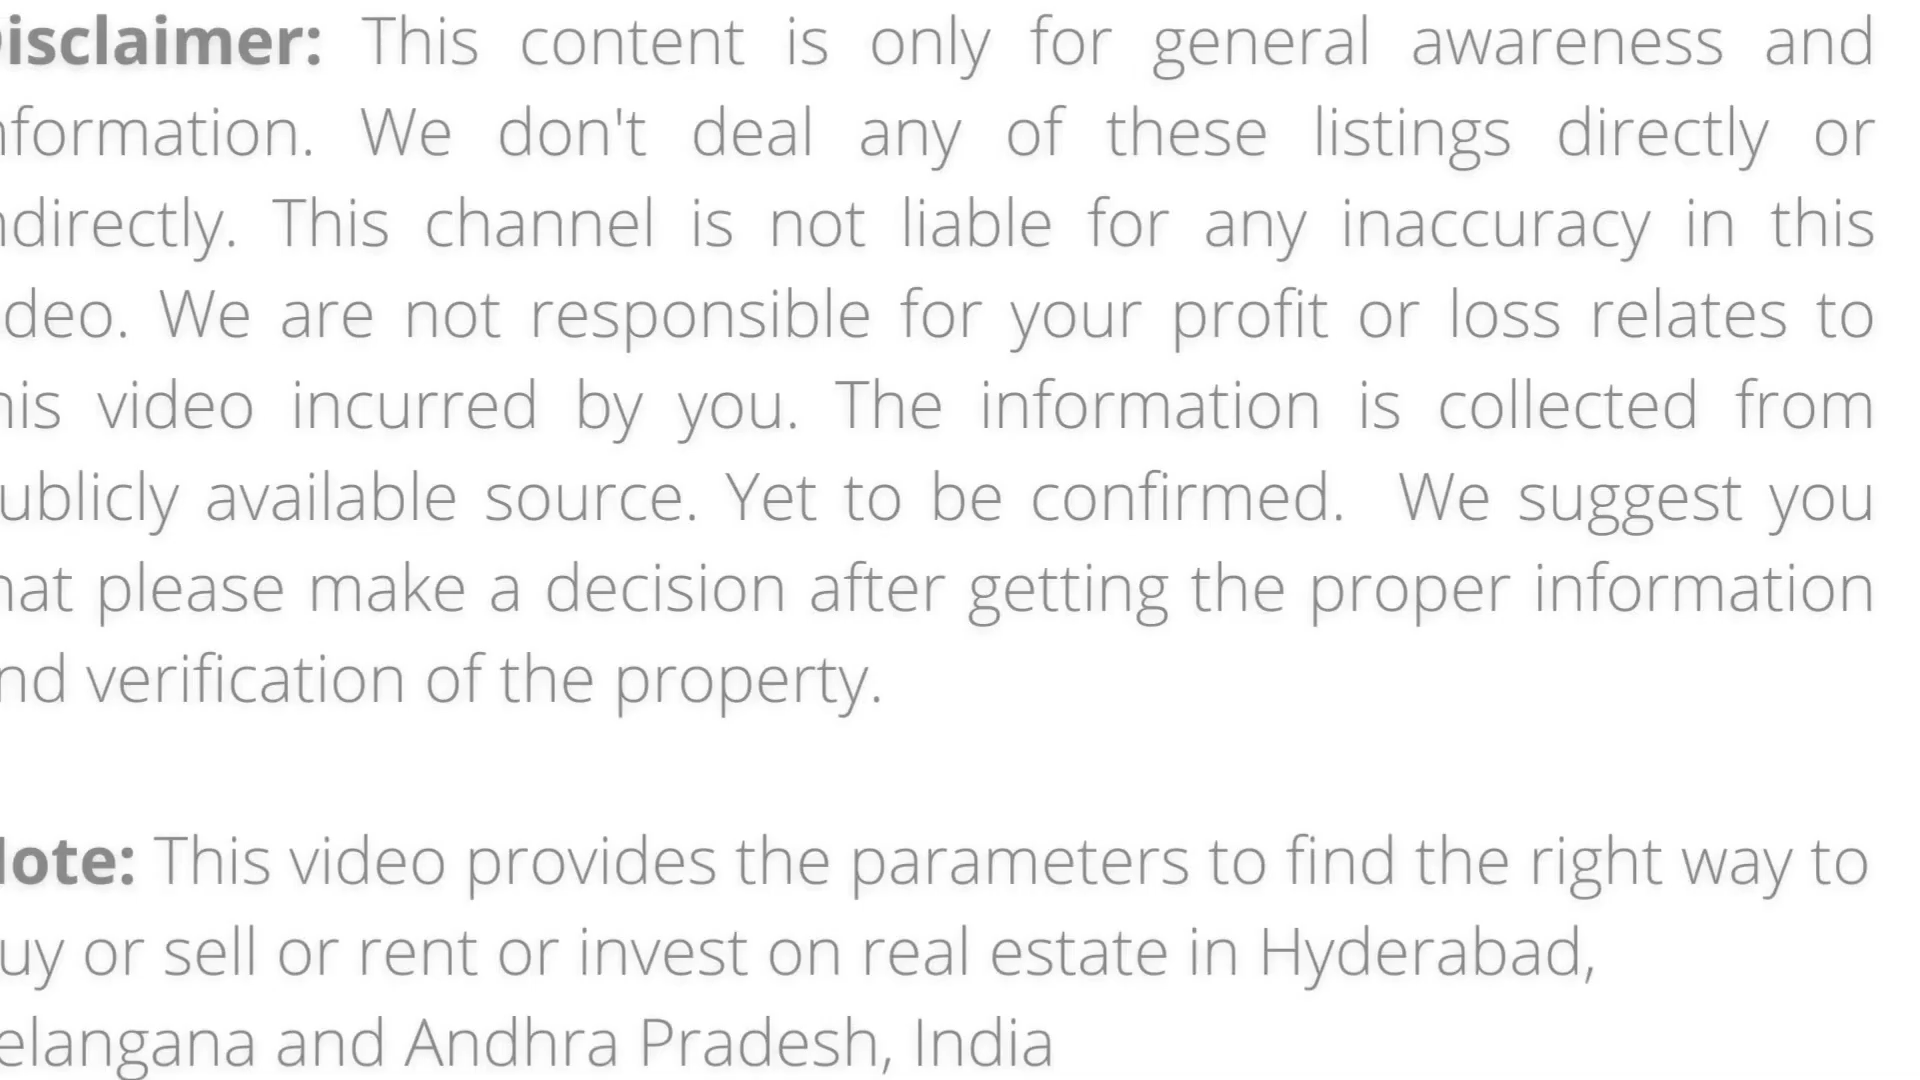 isclaimer: This content is only for general awareness and
nformation. We don't deal any of these listings directly or
ndirectly. This channel is not liable for any inaccuracy in this
deo. We are not responsible for your profit or loss relates to
his video incurred by you. The information is collected from
ublicly available source. Yet to be confirmed. We suggest you
hat please make a decision after getting the proper information
nd verification of the property.
ote: This video provides the parameters to find the right way to
uy or sell or rent or invest on real estate in Hyderabad,
elangana and Andhra Pradesh, India